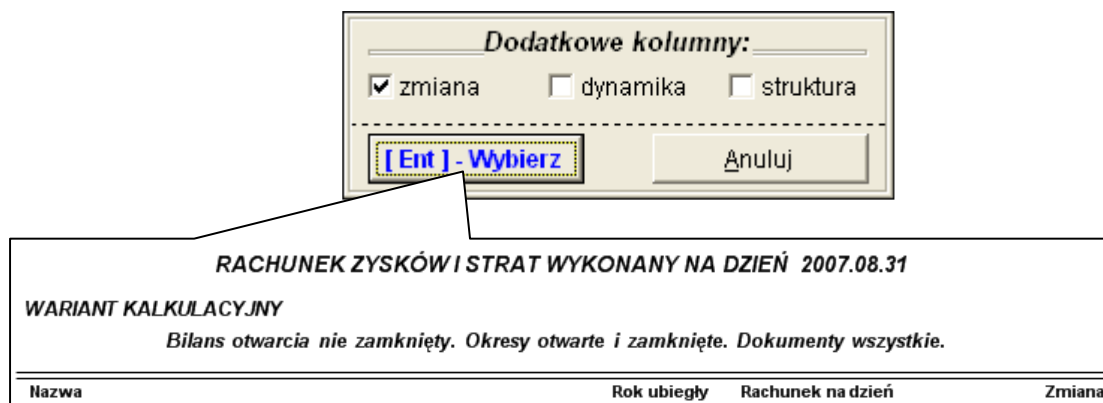 Dodatkowe kolumny:
zmiana dynamika struktura
[ Ent ] - Wybierz Anuluj
RACHUNEK ZYSKÓW I STRAT WYKONANY NA DZIEŃ 2007.08.31
WARIANT KALKULACYJNY
Bilans otwarcia nie zamknięty. Okresy otwarte i zamknięte. Dokumenty wszystkie.
Nazwa Rok ubiegły Rachunek na dzień Zmiana